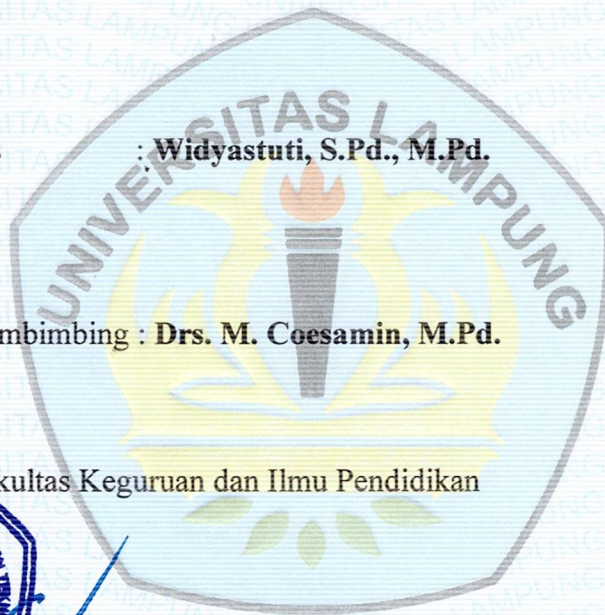 UNIVERSITAS LAMPUNG
: Widyastuti, S.Pd., M.Pd.
mbimbing : Drs. M. Coesamin, M.Pd.
kultas Keguruan dan Ilmu Pendidikan